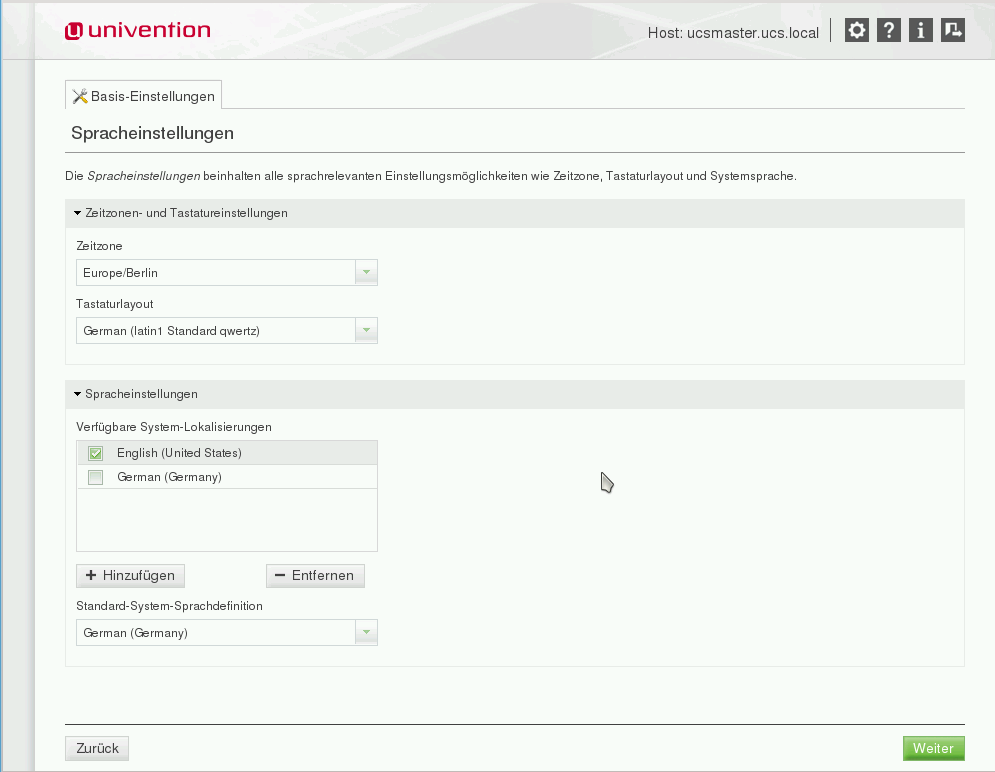 univention
Host: ucsmaster.ucs.local
Basis-Einstellungen
Spracheinstellungen
Die Spracheinstellungen beinhalten alle sprachrelevanten Einstellungsmöglichkeiten wie Zeitzone, Tastaturlayout und Systemsprache.
Zeitzonen- und Tastatureinstellungen
Zeitzone
Europe/Berlin
Tastaturlayout
German (latin1 Standard qwertz)
Spracheinstellungen
Verfügbare System-Lokalisierungen
English (United States)
German (Germany)
+ Hinzufügen
− Entfernen
Standard-System-Sprachdefinition
German (Germany)
Zurück
Weiter